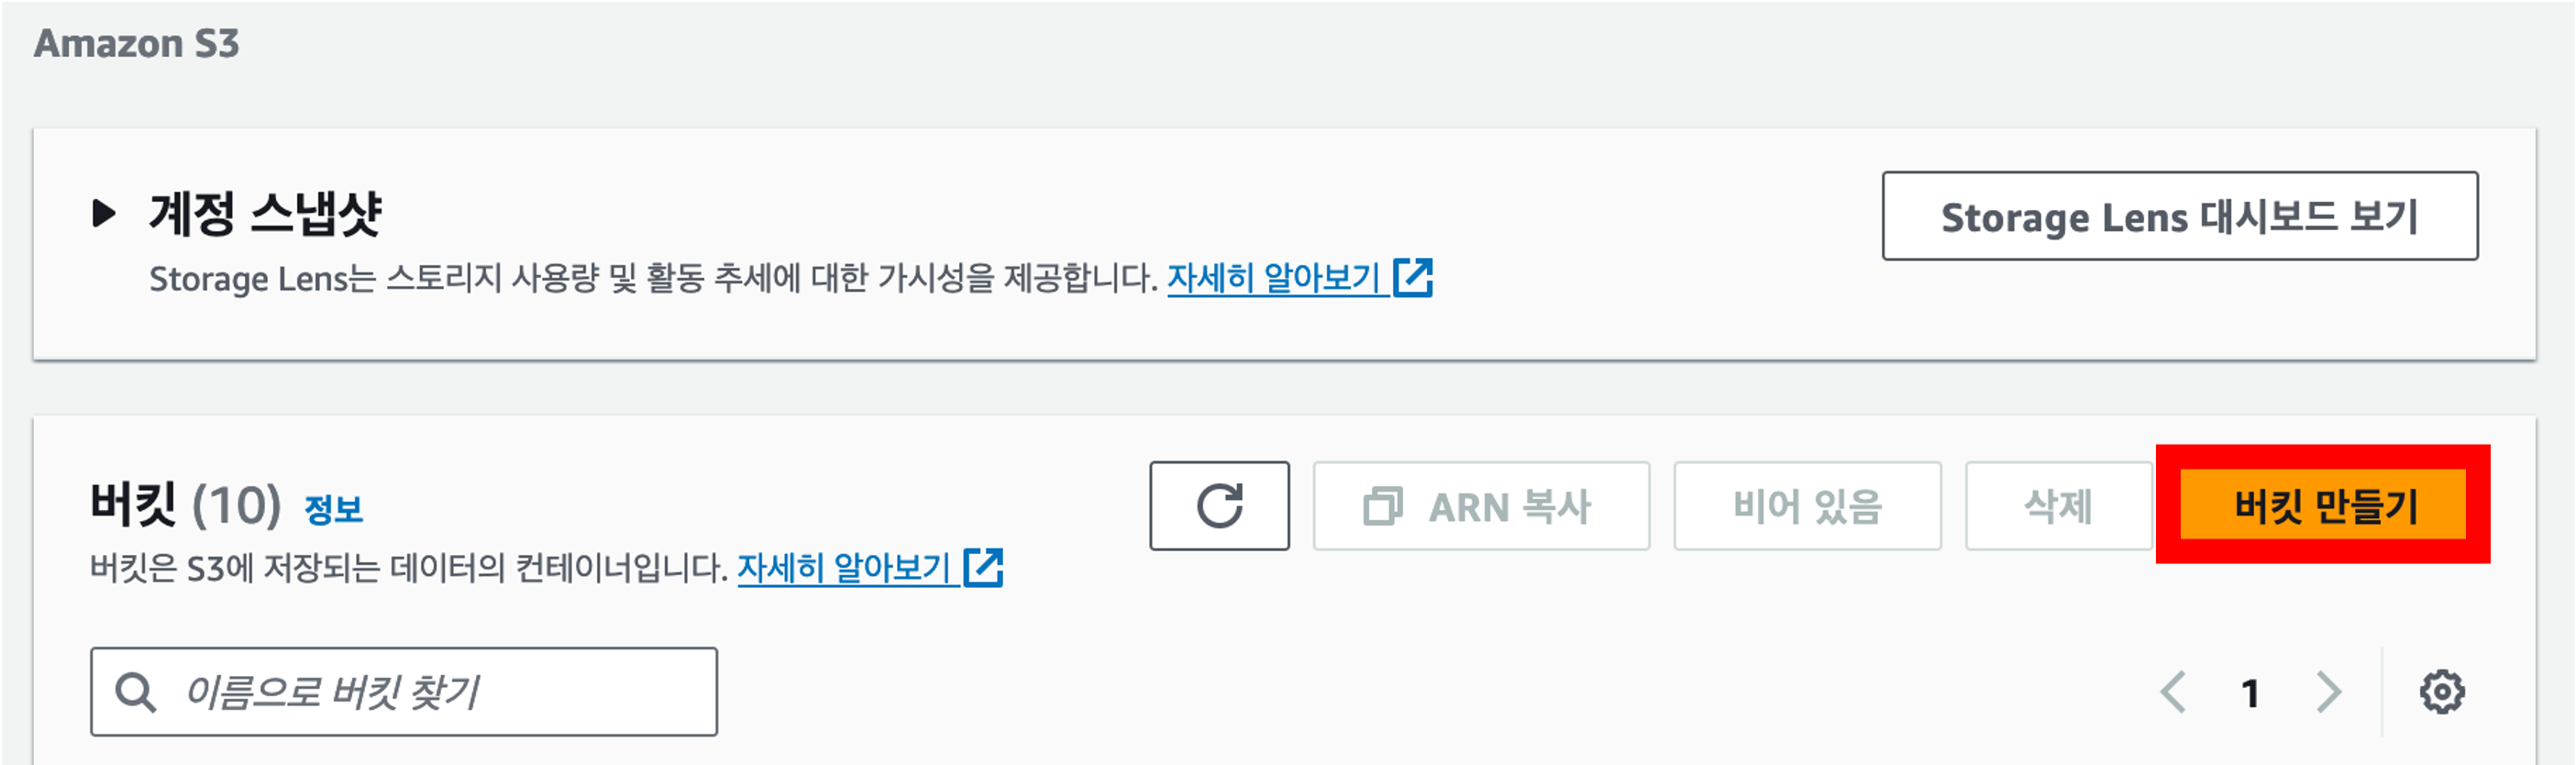 Amazon S3
계정 스냅샷
Storage Lens 대시보드 보기
Storage Lens는 스토리지 사용량 및 활동 추세에 대한 가시성을 제공합니다. 자세히 알아보기
버킷 (10) 정보
ARN 복사
비어 있음
삭제
버킷 만들기
버킷은 S3에 저장되는 데이터의 컨테이너입니다. 자세히 알아보기
이름으로 버킷 찾기
1